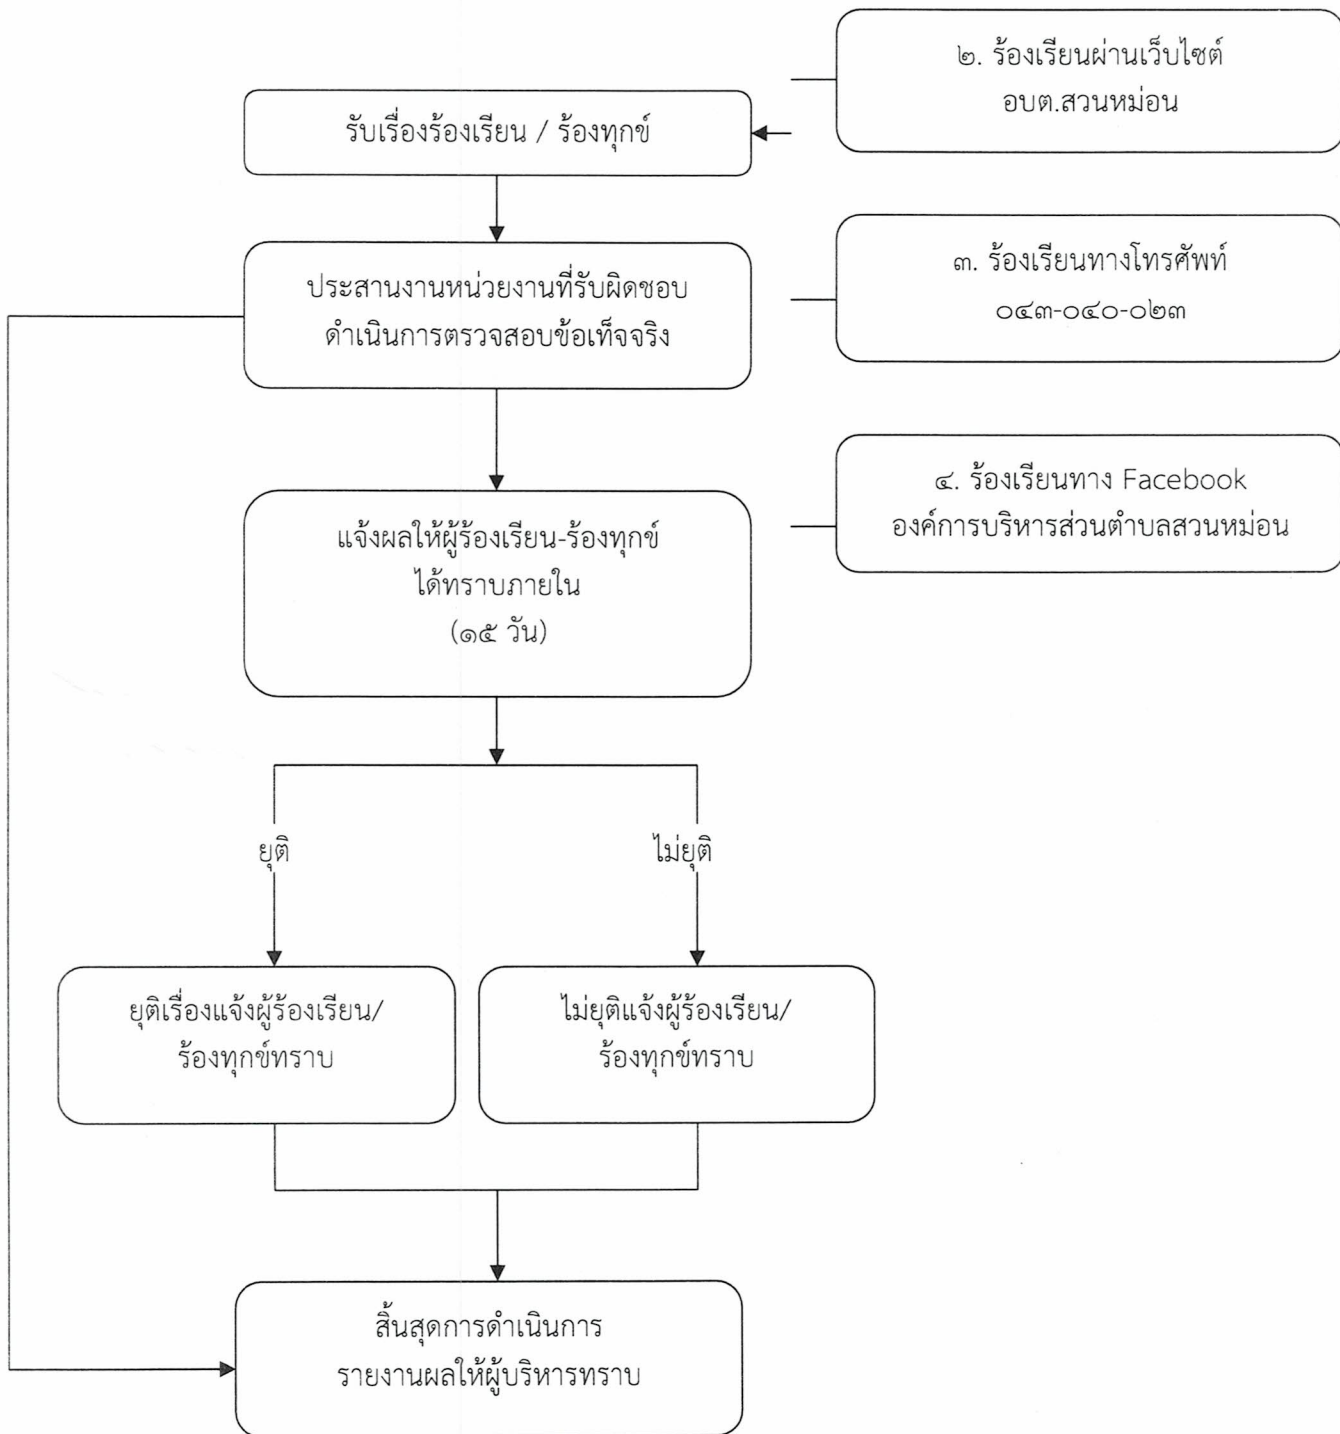 ๒. ร้องเรียนผ่านเว็บไซต์
อบต.สวนหม่อน
รับเรื่องร้องเรียน / ร้องทุกข์
ประสานงานหน่วยงานที่รับผิดชอบ
ดำเนินการตรวจสอบข้อเท็จจริง
๓. ร้องเรียนทางโทรศัพท์
๐๔๓-๐๔๐-๐๒๓
๔. ร้องเรียนทาง Facebook
องค์การบริหารส่วนตำบลสวนหม่อน
แจ้งผลให้ผู้ร้องเรียน-ร้องทุกข์
ได้ทราบภายใน
(๑๕ วัน)
ยุติ
ไม่ยุติ
ยุติเรื่องแจ้งผู้ร้องเรียน/
ร้องทุกข์ทราบ
ไม่ยุติแจ้งผู้ร้องเรียน/
ร้องทุกข์ทราบ
สิ้นสุดการดำเนินการ
รายงานผลให้ผู้บริหารทราบ